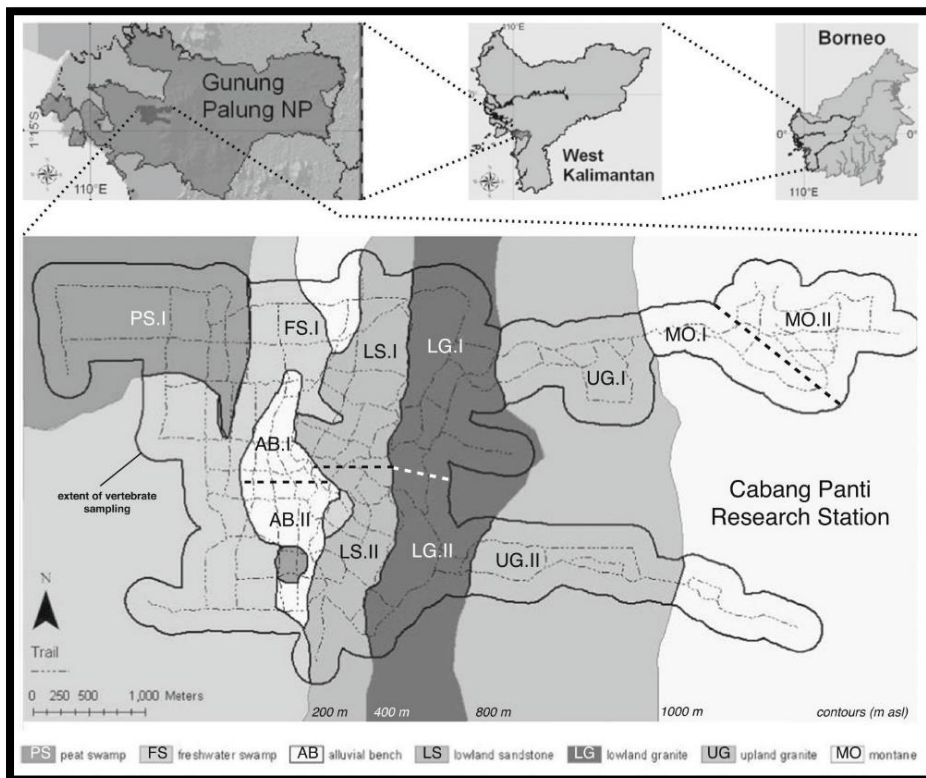 Gunung
Palung NP
1°15'S
110°E
110°E
West
Kalimantan
Borneo
0°
0°
110°E
PS.I
FS.I
LS.I
LG.I
UG.I
MO.I
MO.II
AB.I
AB.II
LS.II
LG.II
UG.II
extent of vertebrate
sampling
Cabang Panti
Research Station
N
Trail
0 250 500 1,000 Meters
200 m 400 m 800 m 1000 m contours (m asl)
PS peat swamp FS freshwater swamp AB alluvial bench LS lowland sandstone LG lowland granite UG upland granite MO montane